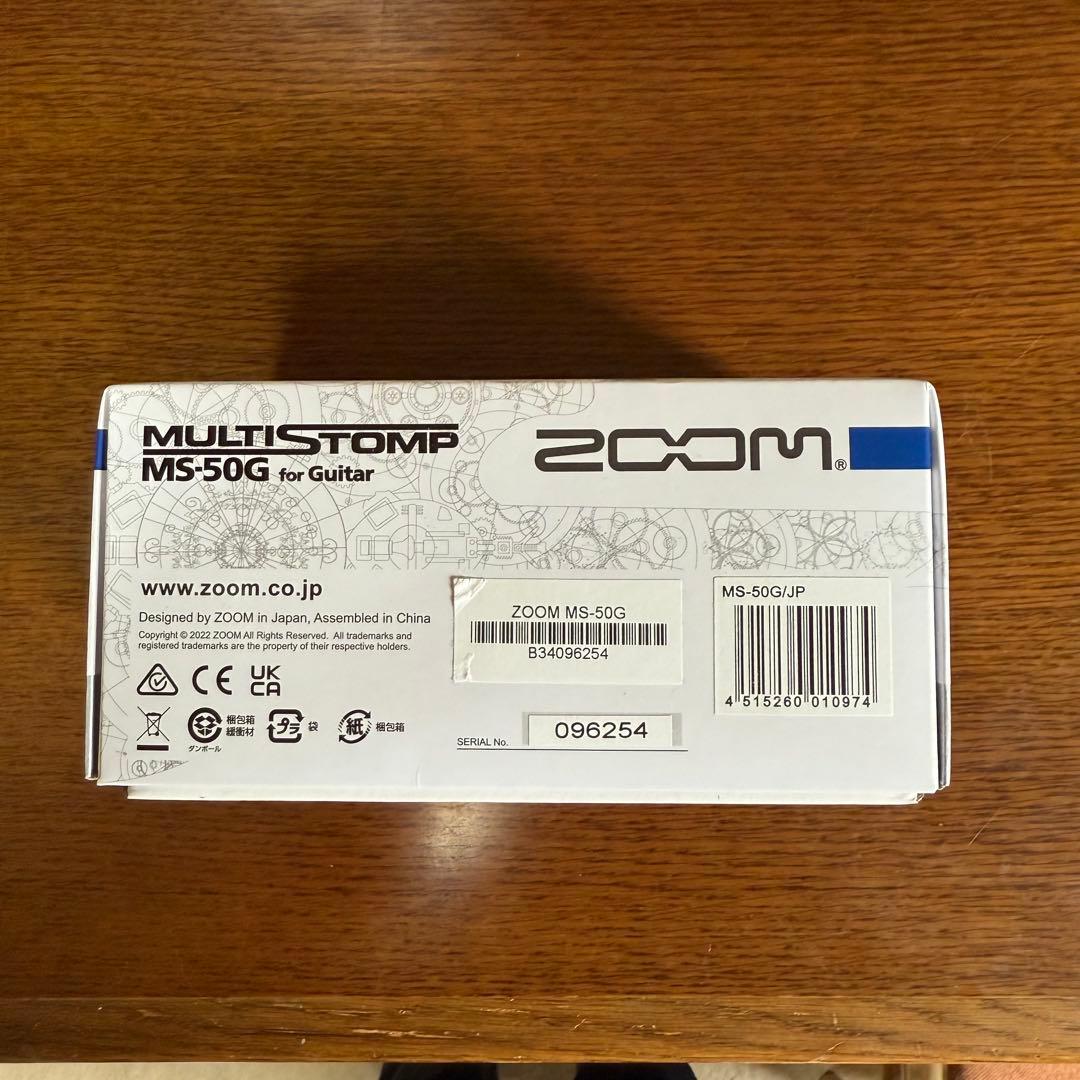 MULTISTOMP
MS-50G for Guitar
ZOOM®
www.zoom.co.jp
Designed by ZOOM in Japan, Assembled in China
Copyright © 2022 ZOOM All Rights Reserved. All trademarks and
registered trademarks are the property of their respective holders.
CE
UK
CA
梱包箱
緩衝材
ダンボール
プラ
袋
紙
梱包箱
ZOOM MS-50G
B34096254
SERIAL No.
096254
MS-50G/JP
4 515260 010974